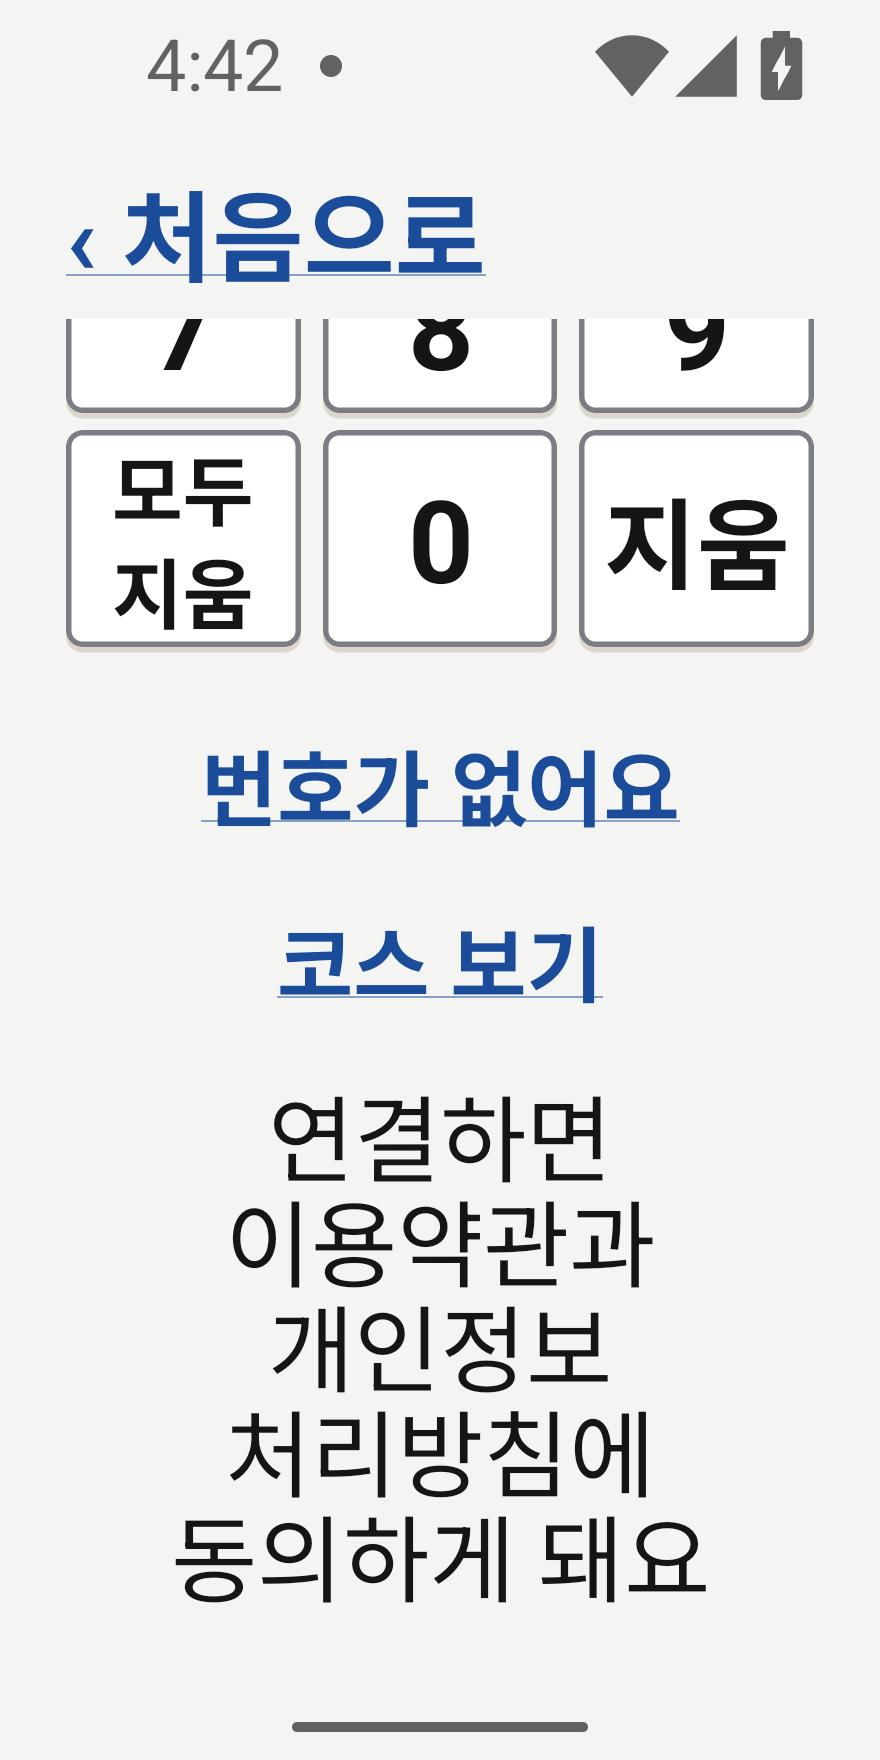 4:42
‹ 처음으로
7 8 9
모두
지움
0
지움
번호가 없어요
코스 보기
연결하면
이용약관과
개인정보
처리방침에
동의하게 돼요